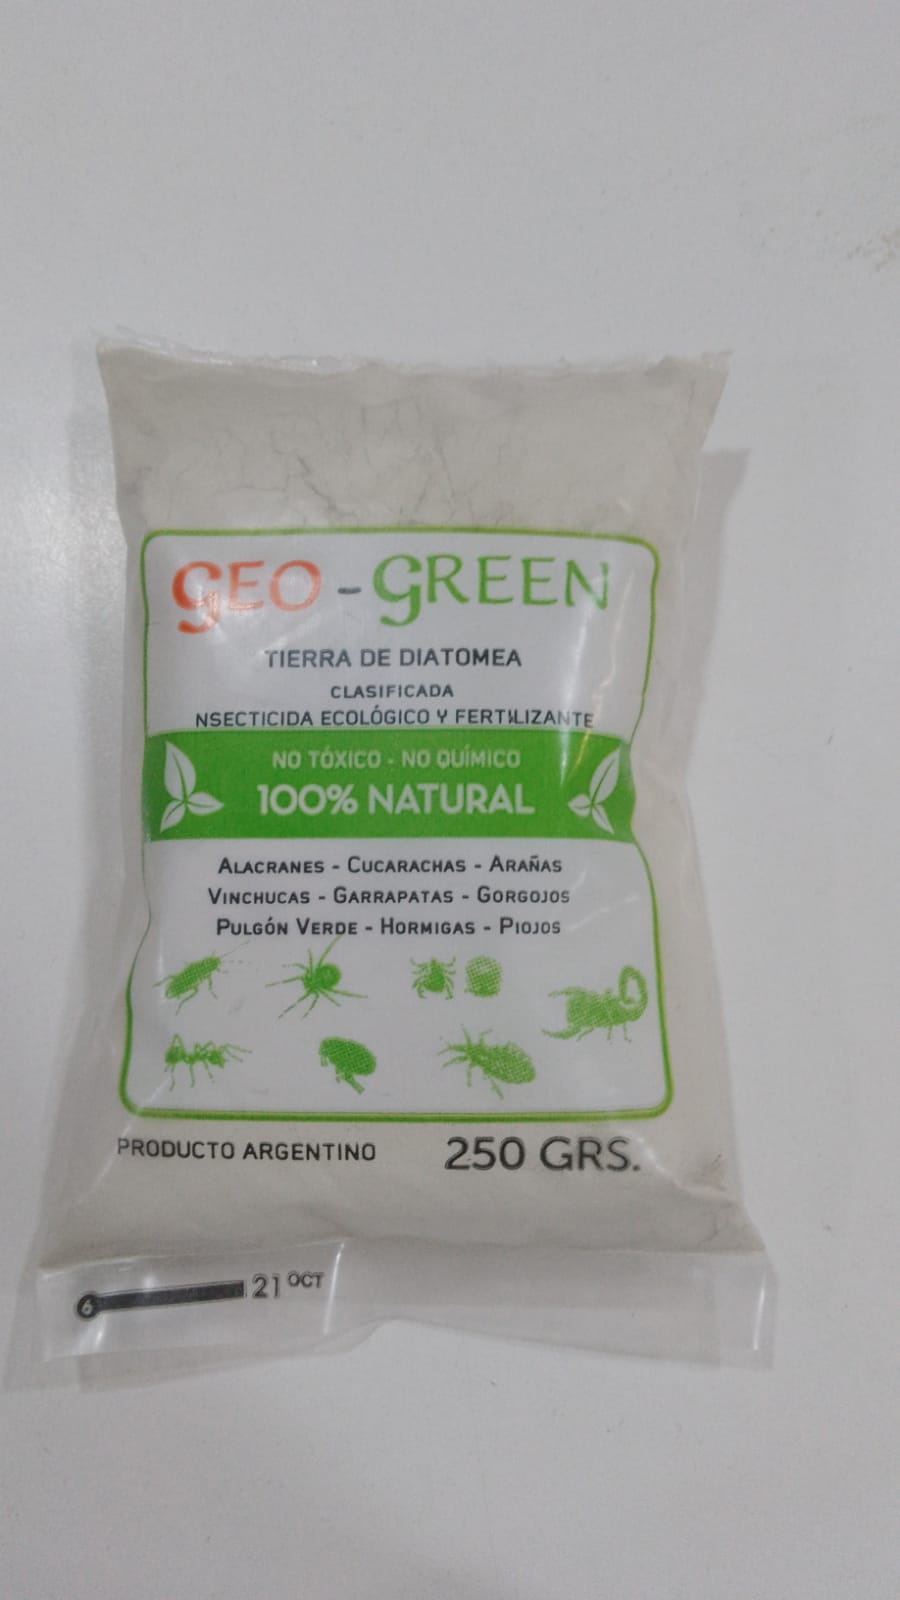 GEO - GREEN
TIERRA DE DIATOMEA
CLASIFICADA
NSECTICIDA ECOLÓGICO Y FERTILIZANTE
NO TÓXICO - NO QUÍMICO
100% NATURAL
ALACRANES - CUCARACHAS - ARAÑAS
VINCHUCAS - GARRAPATAS - GORGOJOS
PULGÓN VERDE - HORMIGAS - PIOJOS
PRODUCTO ARGENTINO 250 GRS.
6 21 OCT